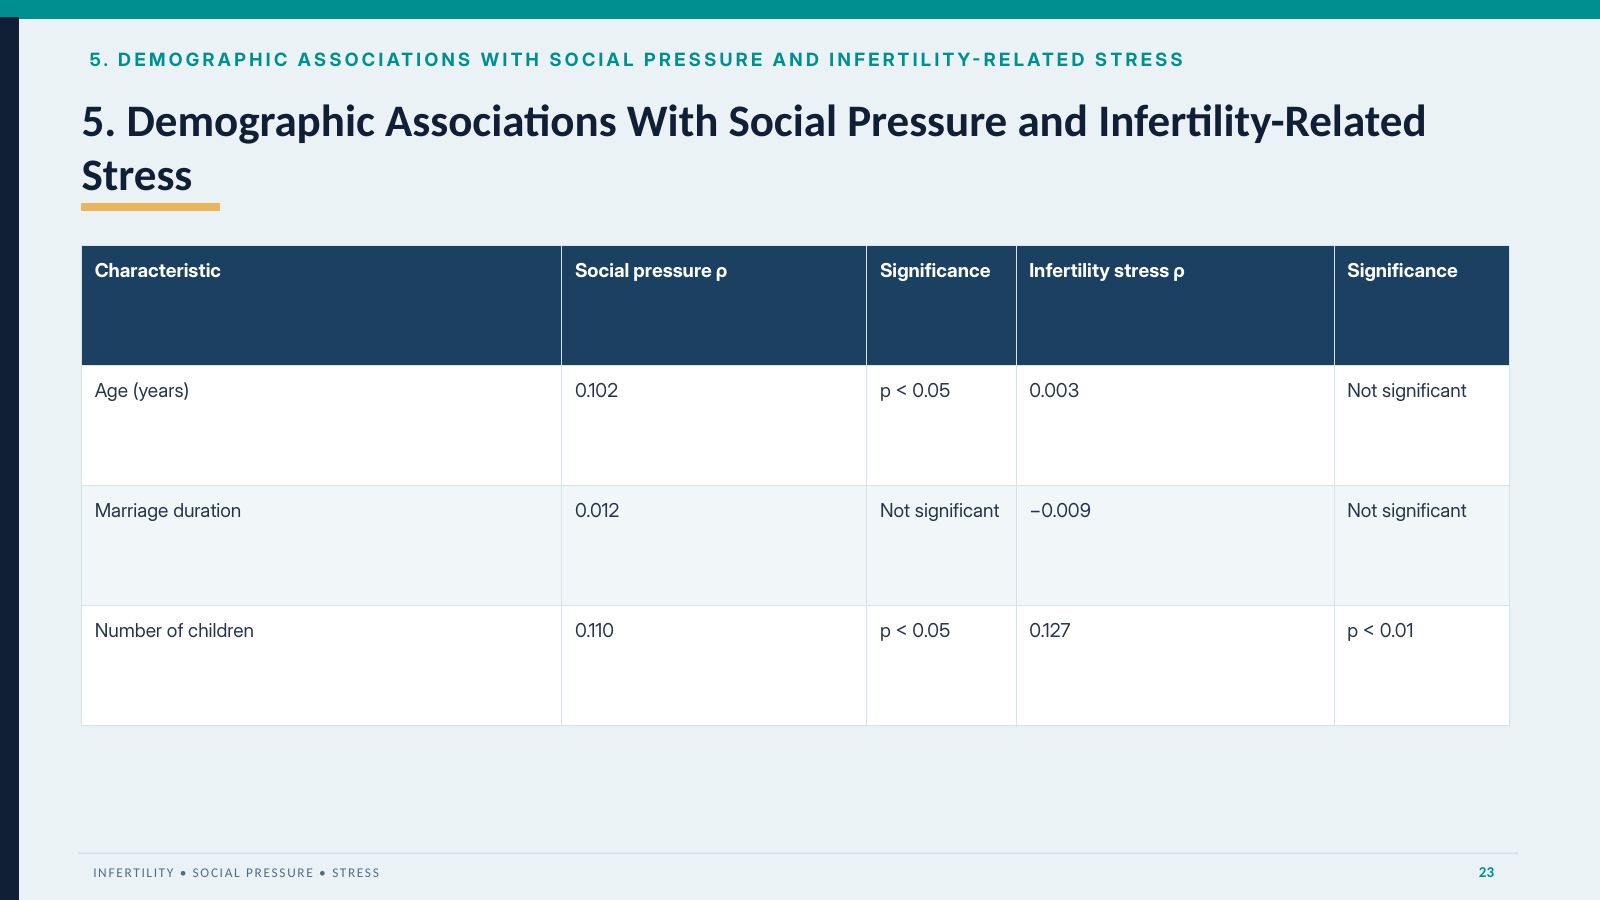 5. DEMOGRAPHIC ASSOCIATIONS WITH SOCIAL PRESSURE AND INFERTILITY-RELATED STRESS
5. Demographic Associations With Social Pressure and Infertility-Related
Stress
Characteristic Social pressure ρ Significance Infertility stress ρ Significance
Age (years) 0.102 p < 0.05 0.003 Not significant
Marriage duration 0.012 Not significant −0.009 Not significant
Number of children 0.110 p < 0.05 0.127 p < 0.01
INFERTILITY • SOCIAL PRESSURE • STRESS 23